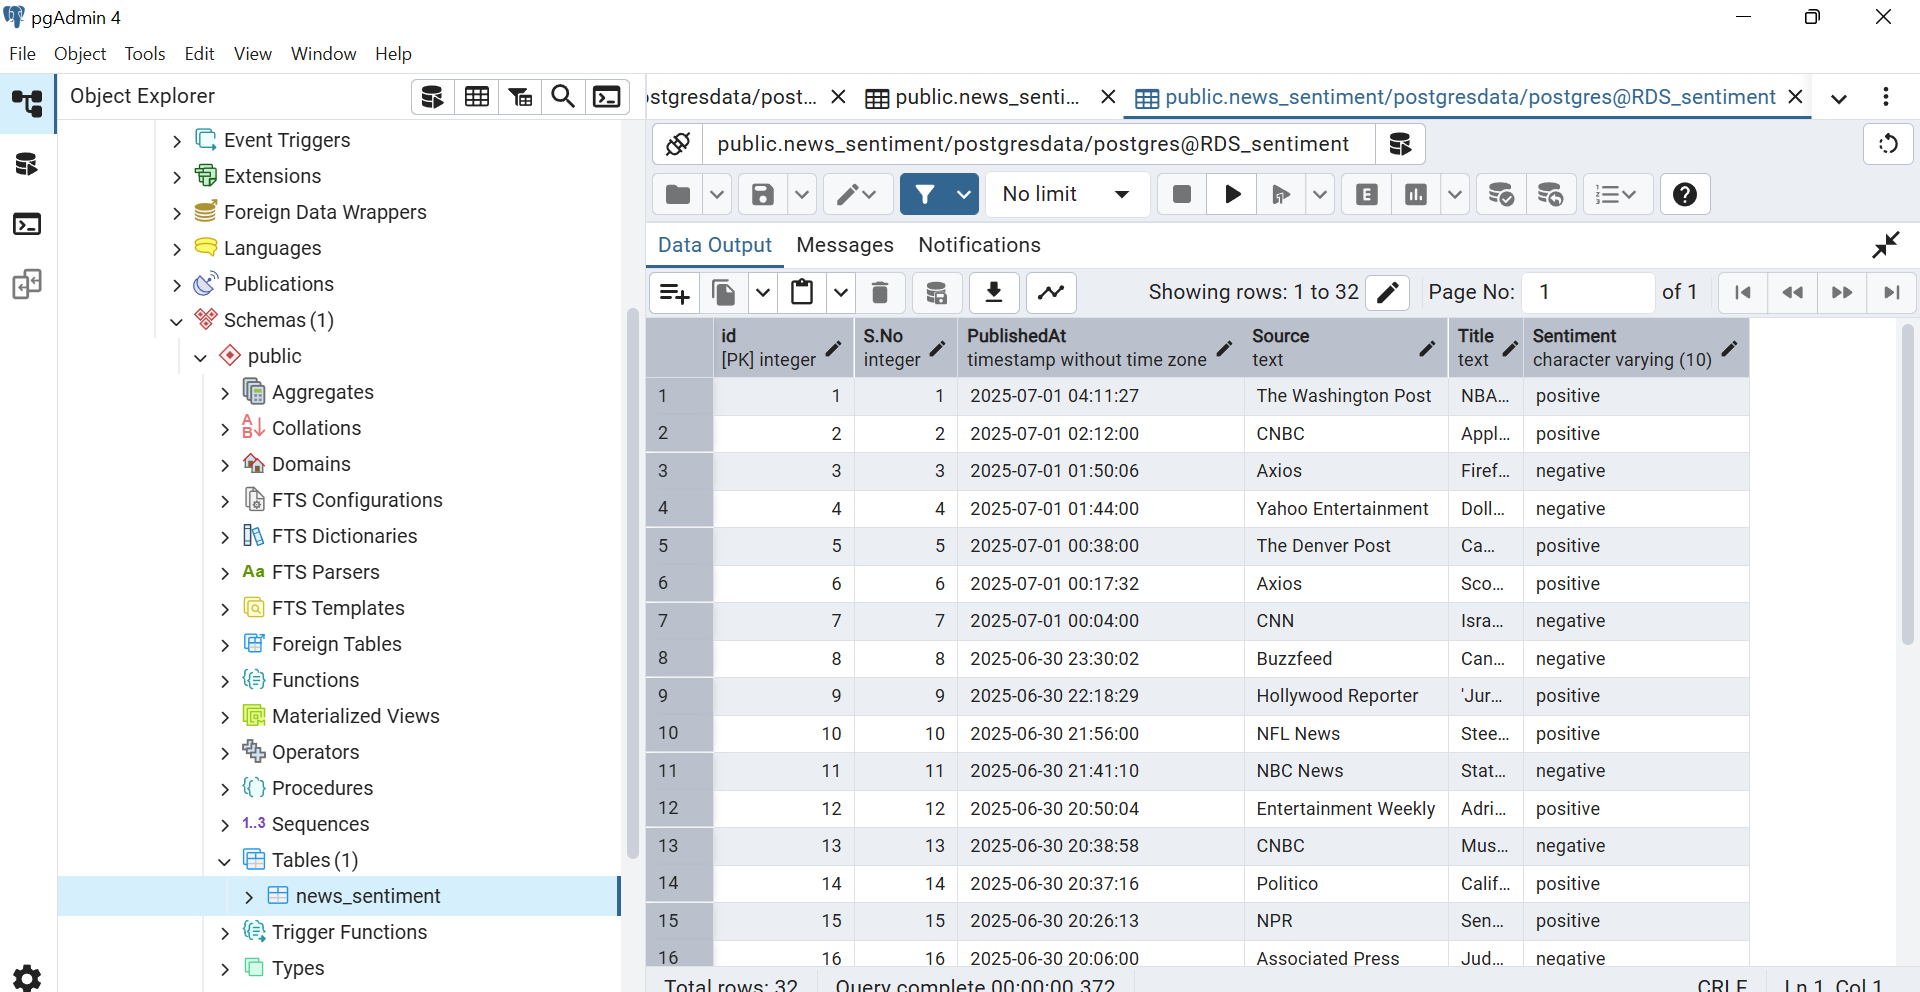 pgAdmin 4
File Object Tools Edit View Window Help
Object Explorer
Event Triggers
Extensions
Foreign Data Wrappers
Languages
Publications
Schemas (1)
public
Aggregates
Collations
Domains
FTS Configurations
FTS Dictionaries
Aa FTS Parsers
FTS Templates
Foreign Tables
Functions
Materialized Views
Operators
Procedures
1..3 Sequences
Tables (1)
news_sentiment
Trigger Functions
Types
ostgresdata/post... public.news_senti... public.news_sentiment/postgresdata/postgres@RDS_sentiment
public.news_sentiment/postgresdata/postgres@RDS_sentiment
No limit E
Data Output Messages Notifications
Showing rows: 1 to 32 Page No: 1 of 1
id S.No PublishedAt Source Title Sentiment
[PK] integer integer timestamp without time zone text text character varying (10)
1 1 1 2025-07-01 04:11:27 The Washington Post NBA... positive
2 2 2 2025-07-01 02:12:00 CNBC Appl... positive
3 3 3 2025-07-01 01:50:06 Axios Firef... negative
4 4 4 2025-07-01 01:44:00 Yahoo Entertainment Doll... negative
5 5 5 2025-07-01 00:38:00 The Denver Post Ca... positive
6 6 6 2025-07-01 00:17:32 Axios Sco... positive
7 7 7 2025-07-01 00:04:00 CNN Isra... negative
8 8 8 2025-06-30 23:30:02 Buzzfeed Can... negative
9 9 9 2025-06-30 22:18:29 Hollywood Reporter 'Jur... positive
10 10 10 2025-06-30 21:56:00 NFL News Stee... positive
11 11 11 2025-06-30 21:41:10 NBC News Stat... negative
12 12 12 2025-06-30 20:50:04 Entertainment Weekly Adri... positive
13 13 13 2025-06-30 20:38:58 CNBC Mus... negative
14 14 14 2025-06-30 20:37:16 Politico Calif... positive
15 15 15 2025-06-30 20:26:13 NPR Sen... positive
16 16 16 2025-06-30 20:06:00 Associated Press Jud... negative
Total rows: 32 Query complete 00:00:00.372 CRLF Ln 1, Col 1